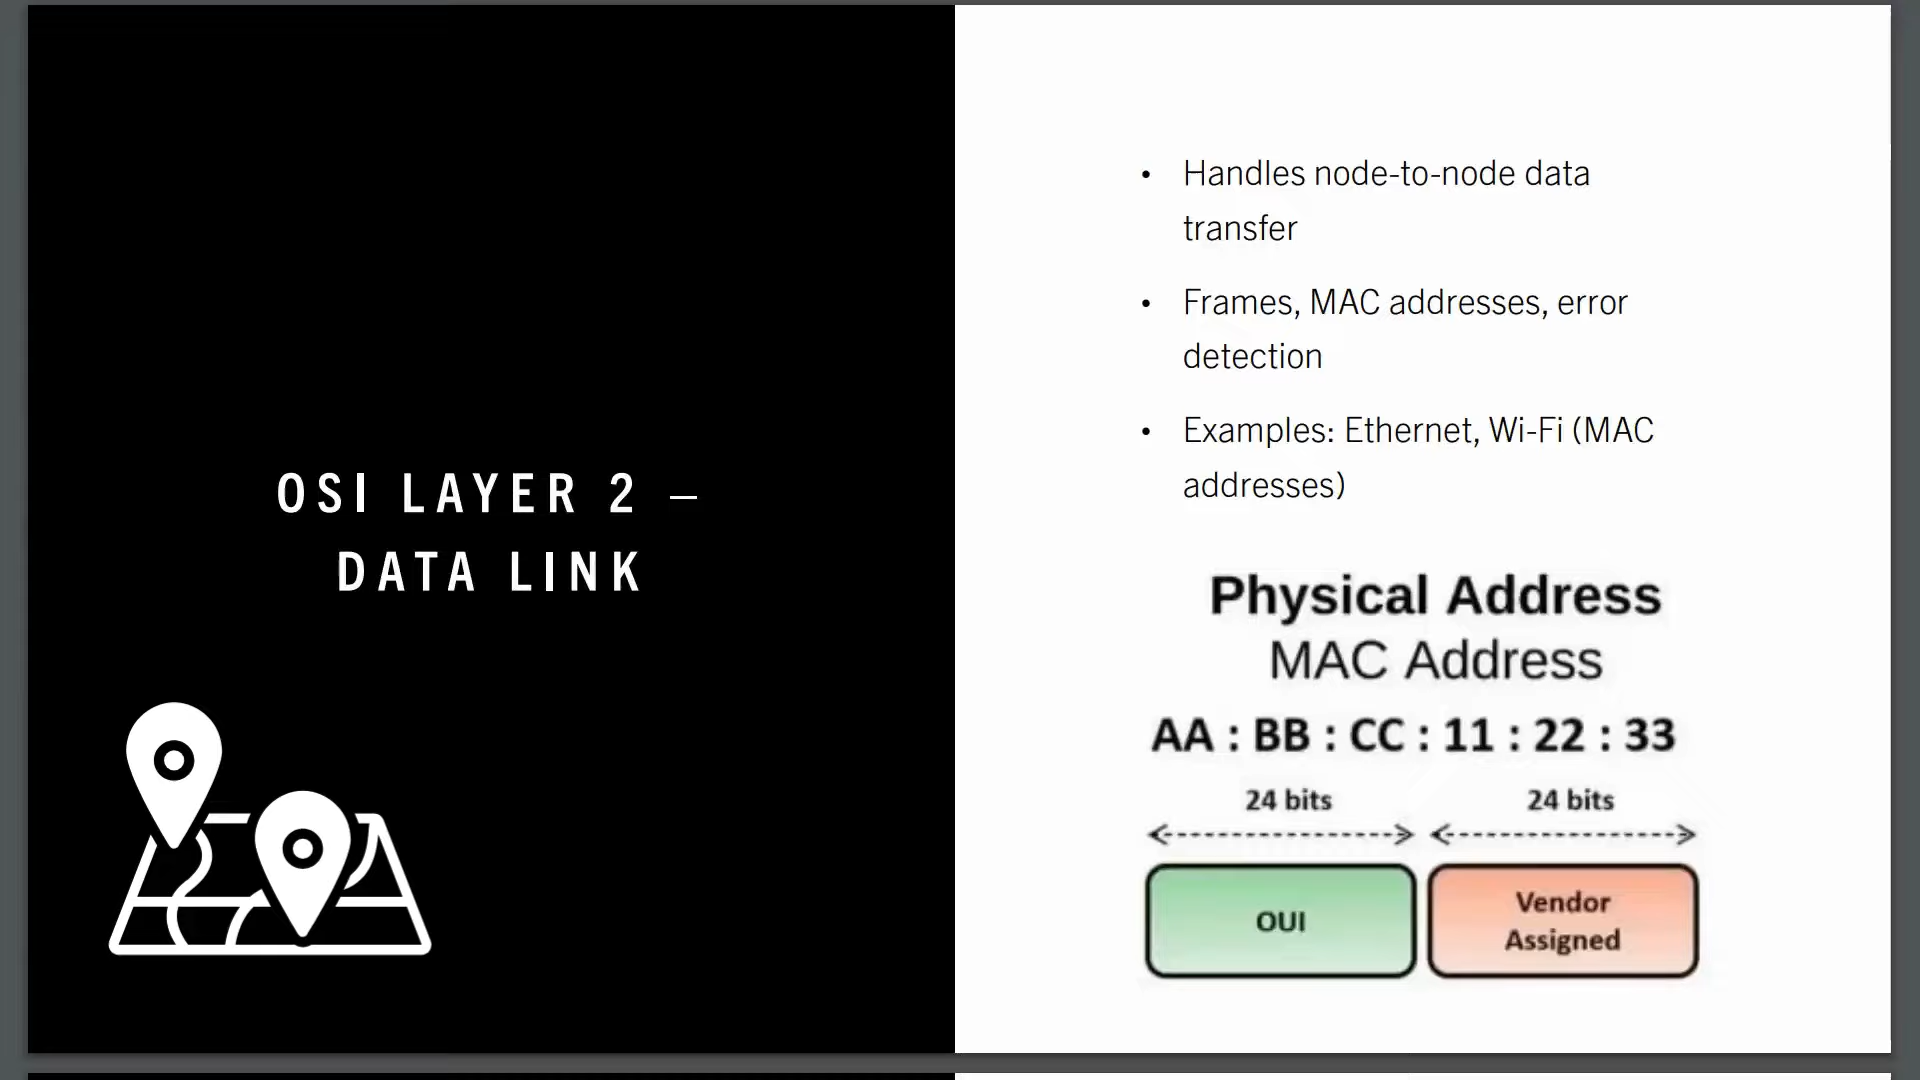 OSI LAYER 2 –
DATA LINK
• Handles node-to-node data
transfer
• Frames, MAC addresses, error
detection
• Examples: Ethernet, Wi-Fi (MAC
addresses)
Physical Address
MAC Address
AA : BB : CC : 11 : 22 : 33
24 bits 24 bits
OUI
Vendor
Assigned